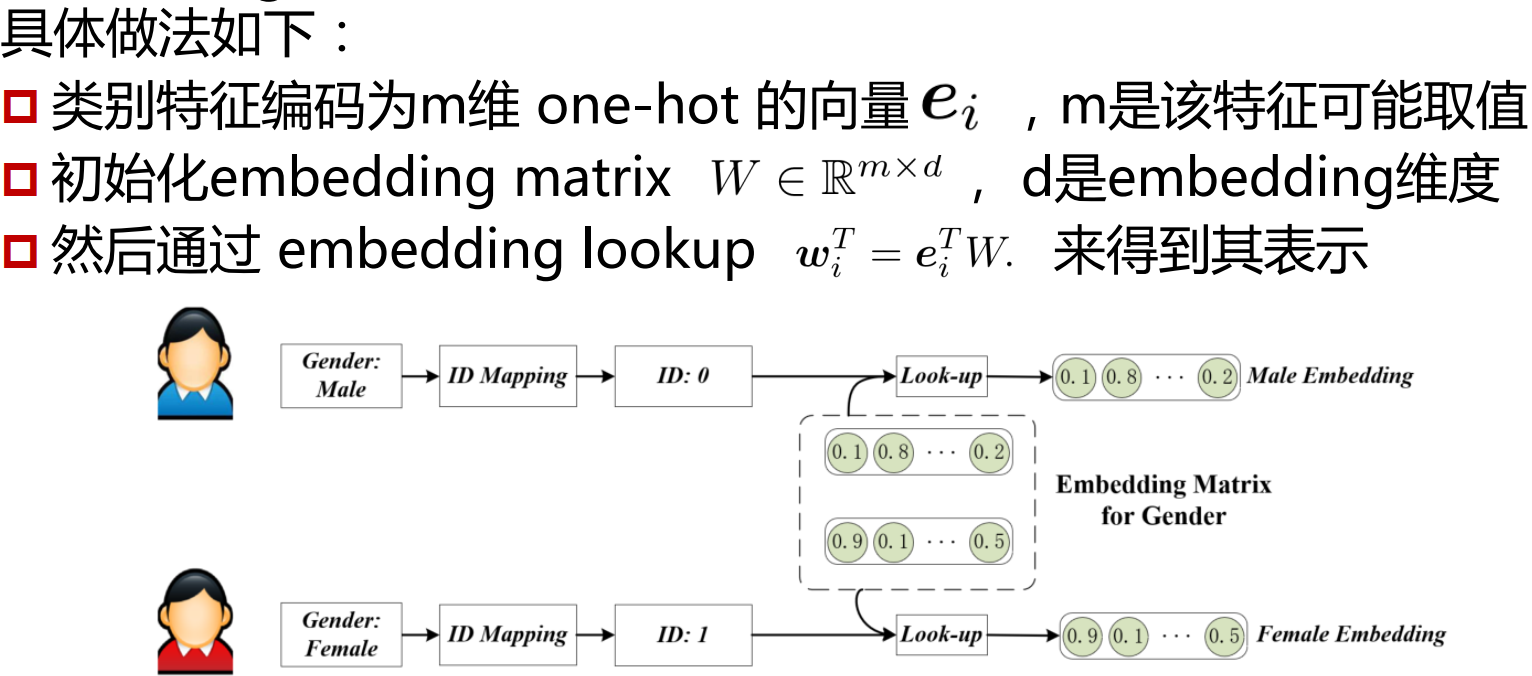 具体做法如下：
类别特征编码为m维 one-hot 的向量 e_i ，m是该特征可能取值
初始化embedding matrix W ∈ ℝ^{m×d} ， d是embedding维度
然后通过 embedding lookup w_i^T = e_i^T W. 来得到其表示
Gender: Male
ID Mapping
ID: 0
Look-up
0.1 0.8 ··· 0.2
Male Embedding
0.1 0.8 ··· 0.2
0.9 0.1 ··· 0.5
Embedding Matrix
for Gender
Gender: Female
ID Mapping
ID: 1
Look-up
0.9 0.1 ··· 0.5
Female Embedding